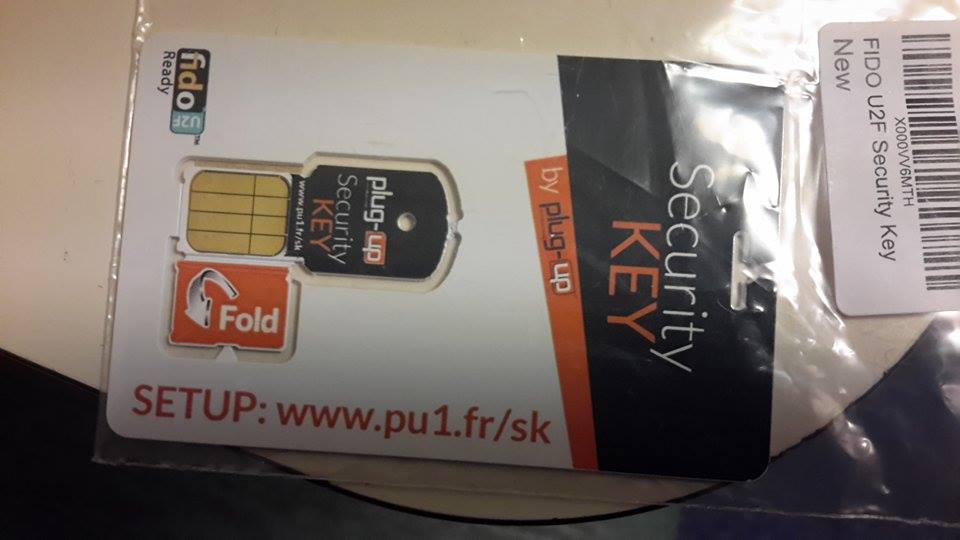 Security
KEY
by plug-up
fido
U2F
™
Ready
plug-up
Security
KEY
www.pu1.fr/sk
Fold
SETUP: www.pu1.fr/sk
X000VV6MTH
FIDO U2F Security Key
New